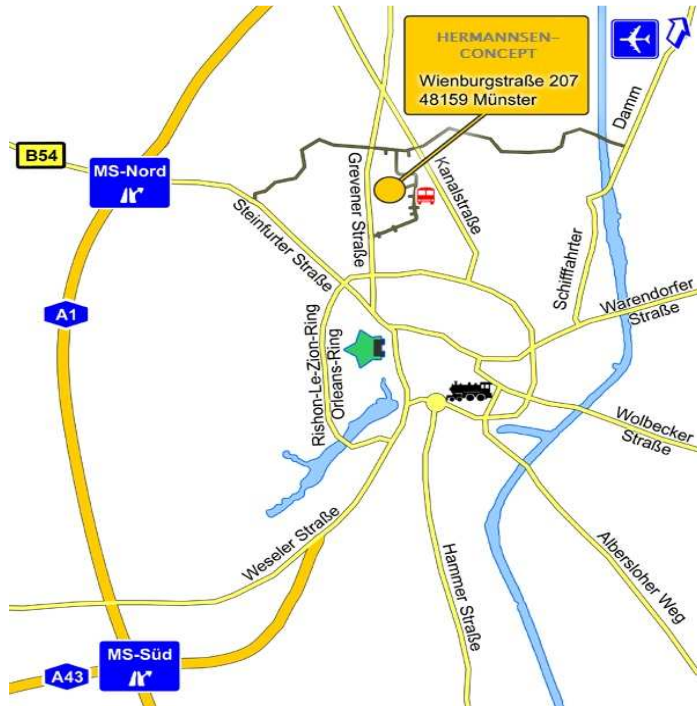 HERMANNSEN-
CONCEPT
Wienburgstraße 207
48159 Münster
B54
MS-Nord
Damm
Grevener Straße
Kanalstraße
Steinfurter Straße
Schifffahrter
A1
Warendorfer
Straße
Rishon-Le-Zion-Ring
Orleans-Ring
Wolbecker
Straße
Weseler Straße
Hammer Straße
Albersloher Weg
MS-Süd
A43